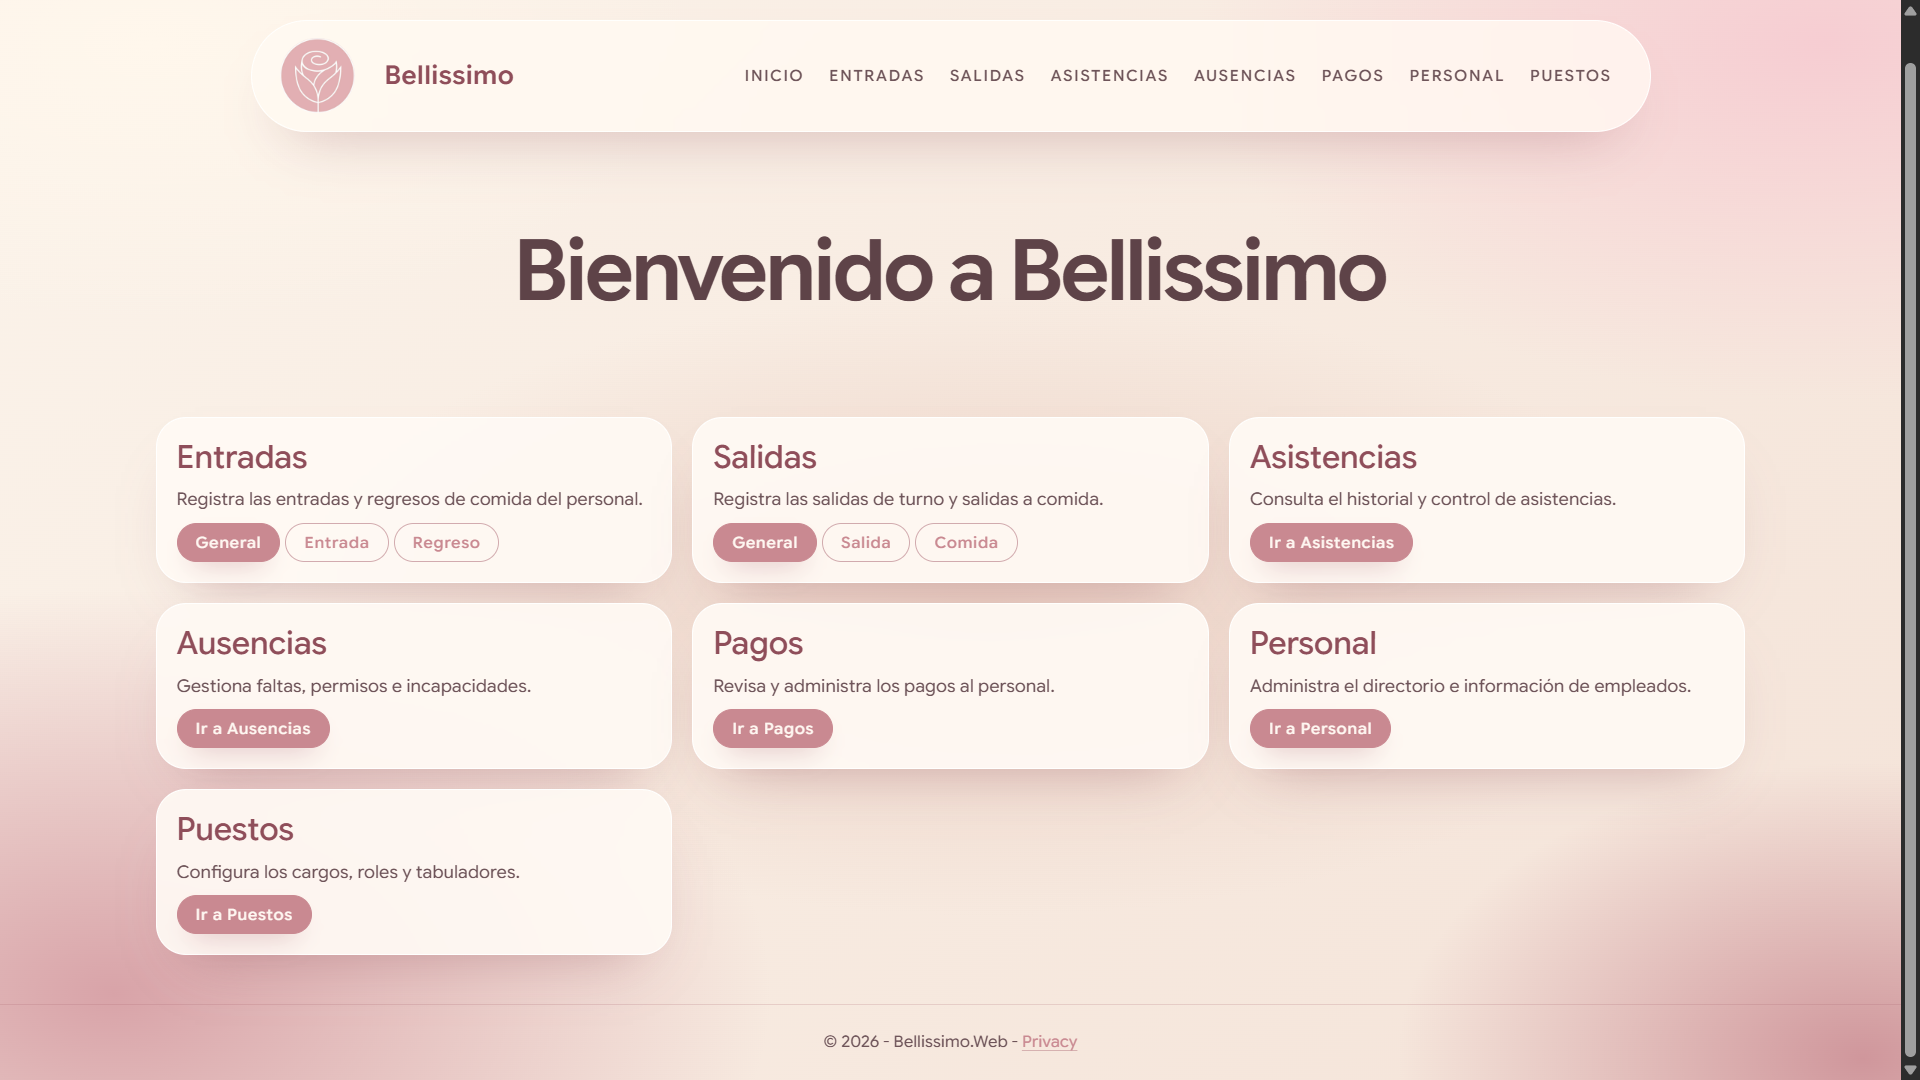 Bellissimo
INICIO ENTRADAS SALIDAS ASISTENCIAS AUSENCIAS PAGOS PERSONAL PUESTOS
Bienvenido a Bellissimo
Entradas
Registra las entradas y regresos de comida del personal.
General Entrada Regreso
Salidas
Registra las salidas de turno y salidas a comida.
General Salida Comida
Asistencias
Consulta el historial y control de asistencias.
Ir a Asistencias
Ausencias
Gestiona faltas, permisos e incapacidades.
Ir a Ausencias
Pagos
Revisa y administra los pagos al personal.
Ir a Pagos
Personal
Administra el directorio e información de empleados.
Ir a Personal
Puestos
Configura los cargos, roles y tabuladores.
Ir a Puestos
© 2026 - Bellissimo.Web - Privacy